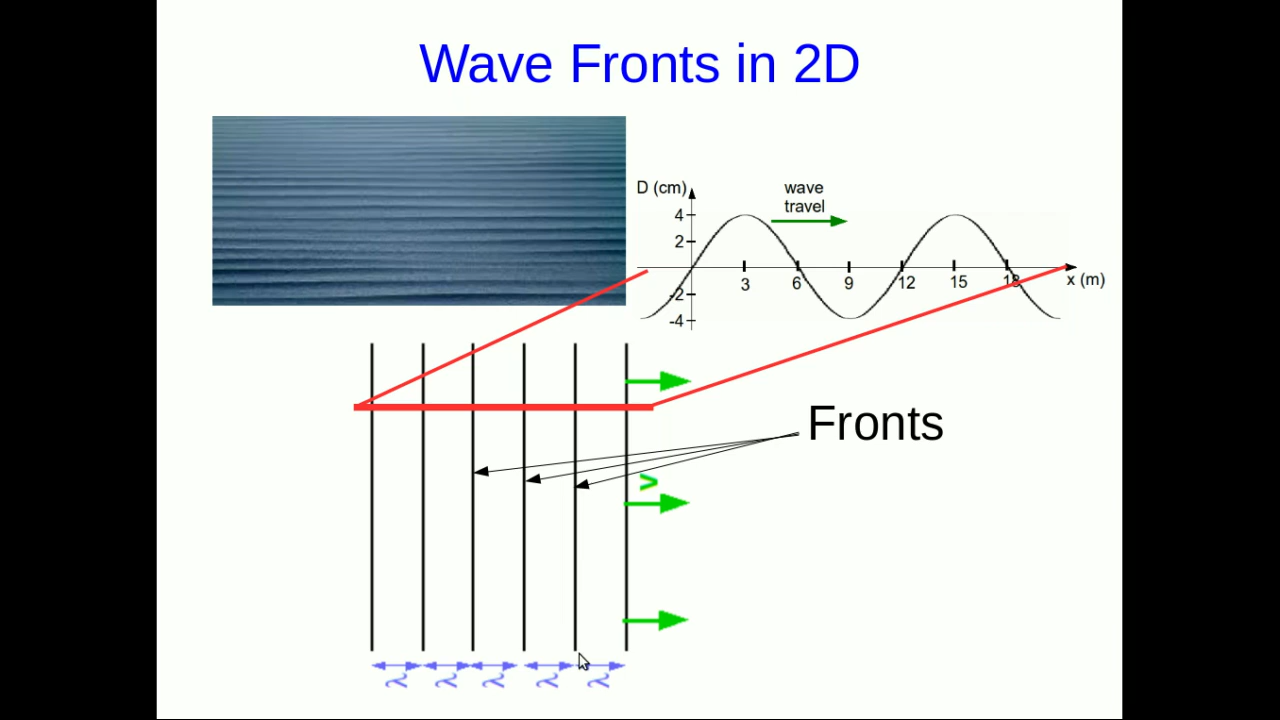 Wave Fronts in 2D
D (cm)
wave
travel
4
2
-2
-4
3
6
9
12
15
18
x (m)
Fronts
>
λ
λ
λ
λ
λ